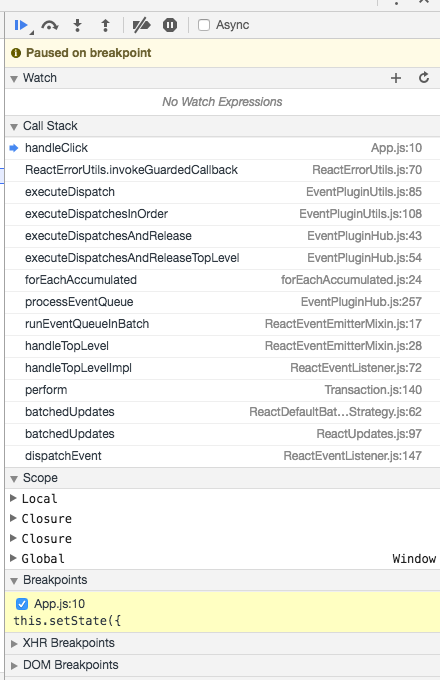 Async
Paused on breakpoint
Watch
No Watch Expressions
Call Stack
handleClick App.js:10
ReactErrorUtils.invokeGuardedCallback ReactErrorUtils.js:70
executeDispatch EventPluginUtils.js:85
executeDispatchesInOrder EventPluginUtils.js:108
executeDispatchesAndRelease EventPluginHub.js:43
executeDispatchesAndReleaseTopLevel EventPluginHub.js:54
forEachAccumulated forEachAccumulated.js:24
processEventQueue EventPluginHub.js:257
runEventQueueInBatch ReactEventEmitterMixin.js:17
handleTopLevel ReactEventEmitterMixin.js:28
handleTopLevelImpl ReactEventListener.js:72
perform Transaction.js:140
batchedUpdates ReactDefaultBat…Strategy.js:62
batchedUpdates ReactUpdates.js:97
dispatchEvent ReactEventListener.js:147
Scope
Local
Closure
Closure
Global Window
Breakpoints
App.js:10
this.setState({
XHR Breakpoints
DOM Breakpoints